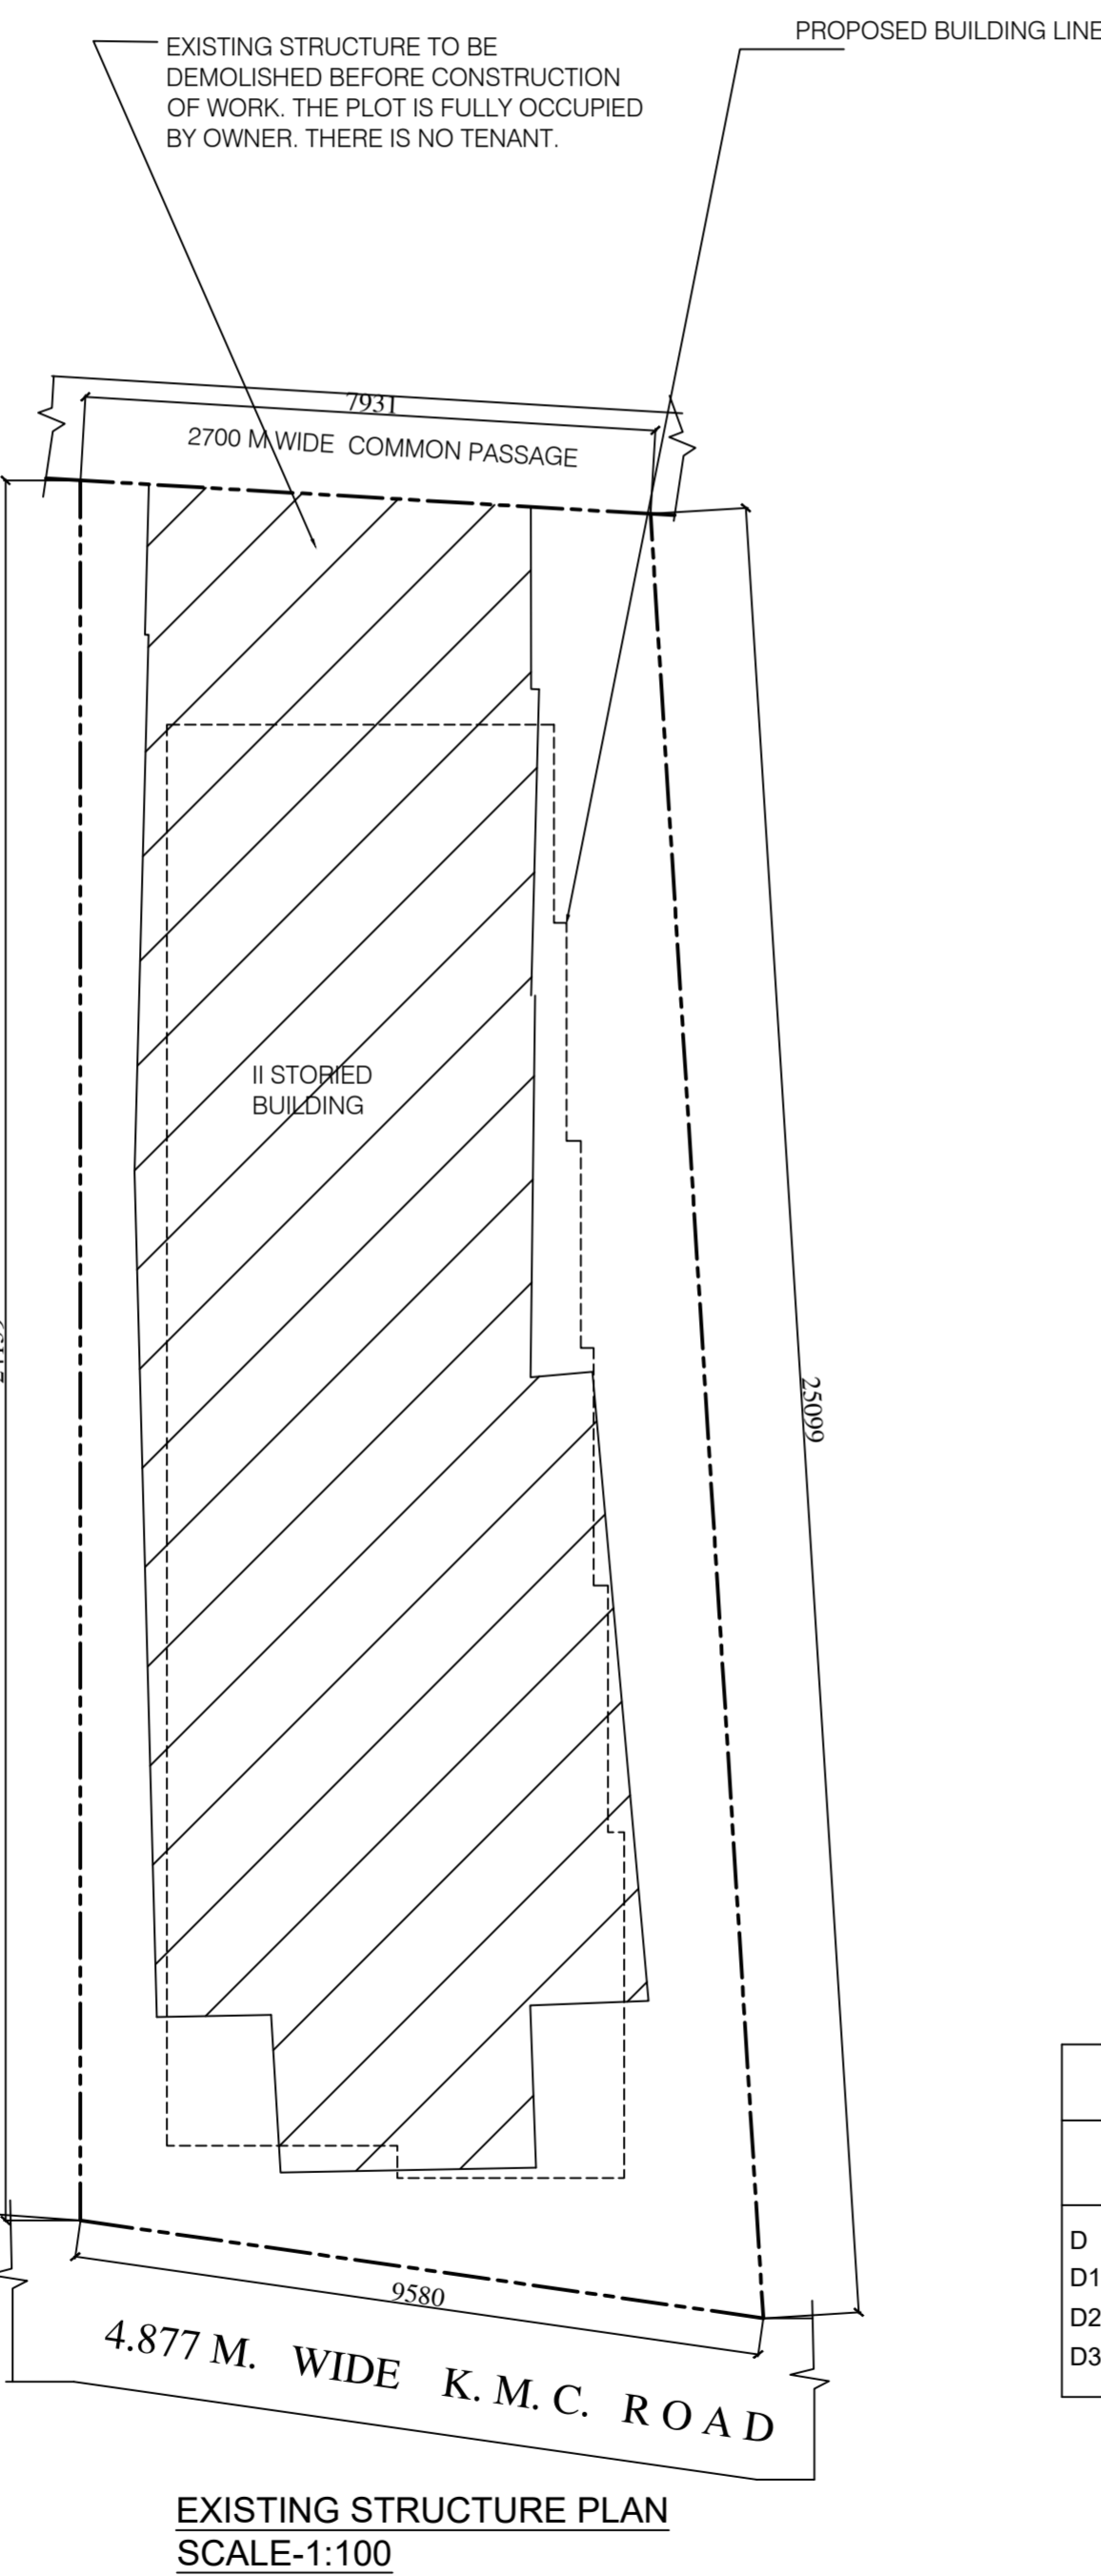 PROPOSED BUILDING LINE
EXISTING STRUCTURE TO BE
DEMOLISHED BEFORE CONSTRUCTION
OF WORK. THE PLOT IS FULLY OCCUPIED
BY OWNER. THERE IS NO TENANT.
7931
2700 M WIDE COMMON PASSAGE
II STORIED
BUILDING
25099
9580
4.877 M. WIDE K. M. C. R O A D
D
D1
D2
D3
EXISTING STRUCTURE PLAN
SCALE-1:100